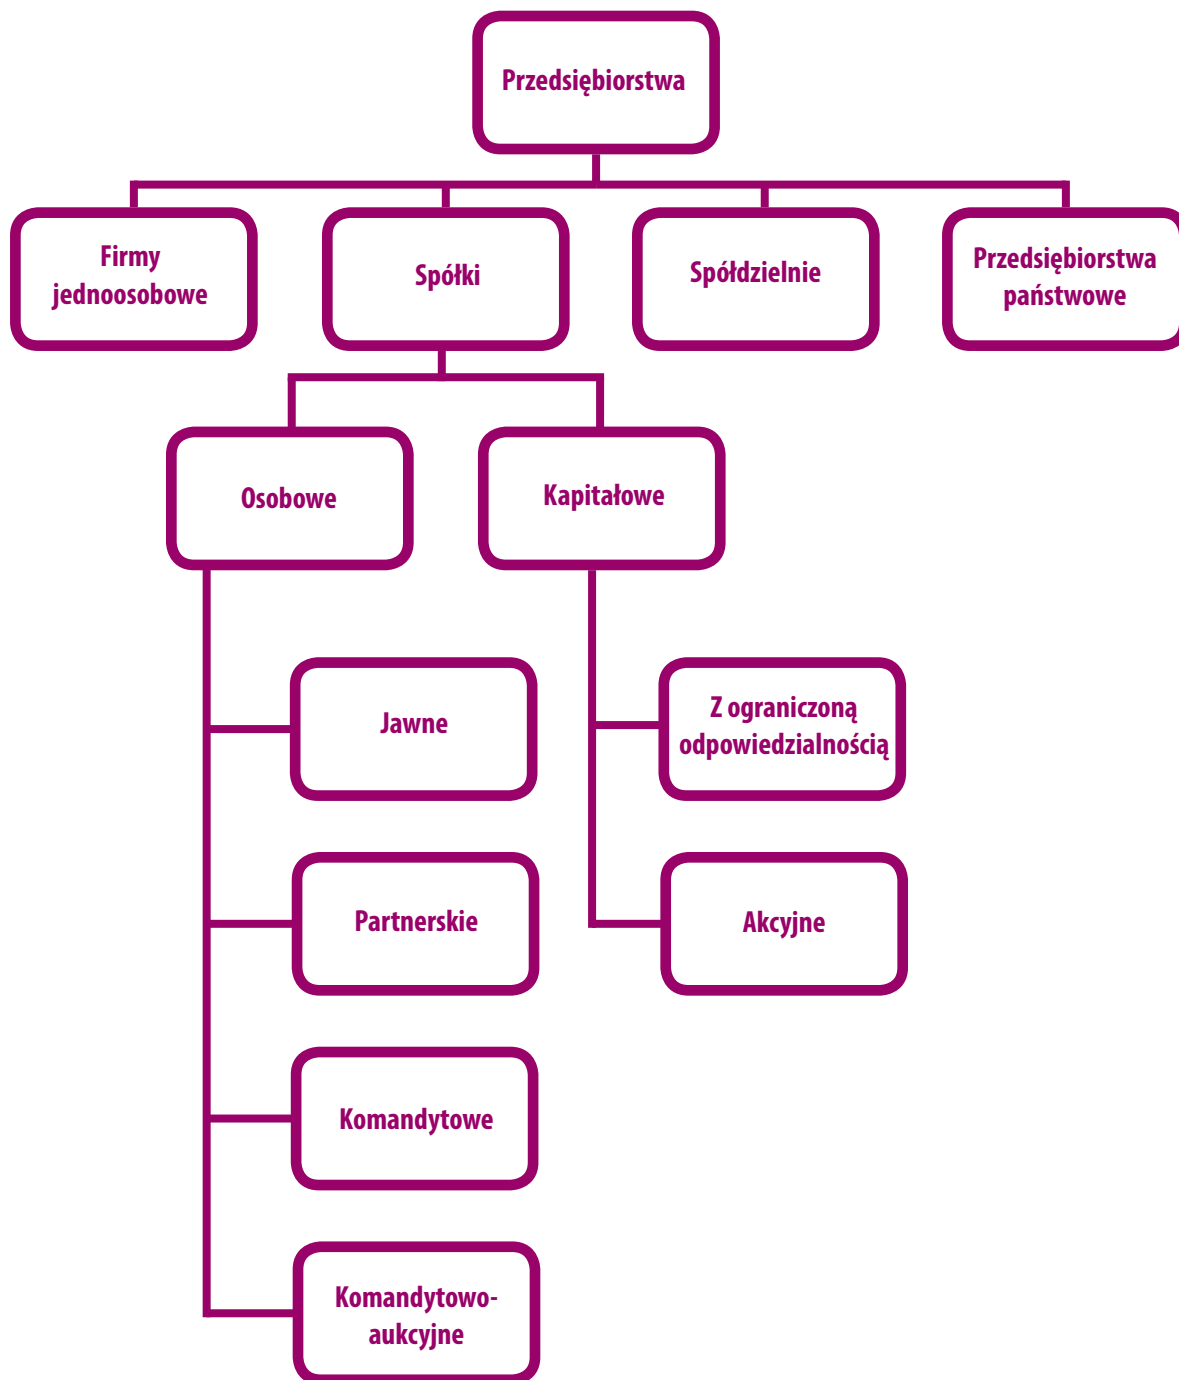 Przedsiębiorstwa
Firmy
jednoosobowe
Spółki
Spółdzielnie
Przedsiębiorstwa
państwowe
Osobowe
Kapitałowe
Jawne
Z ograniczoną
odpowiedzialnością
Partnerskie
Akcyjne
Komandytowe
Komandytowo-
aukcyjne